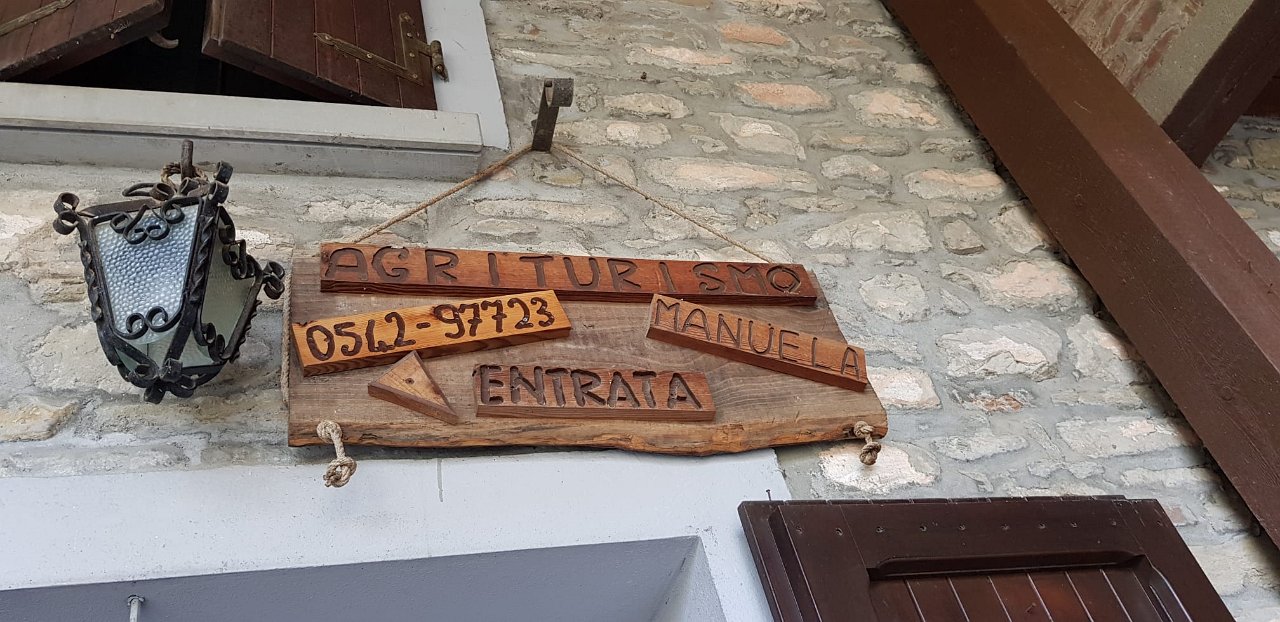 AGRITURISMO
0542-97723
MANUELA
ENTRATA